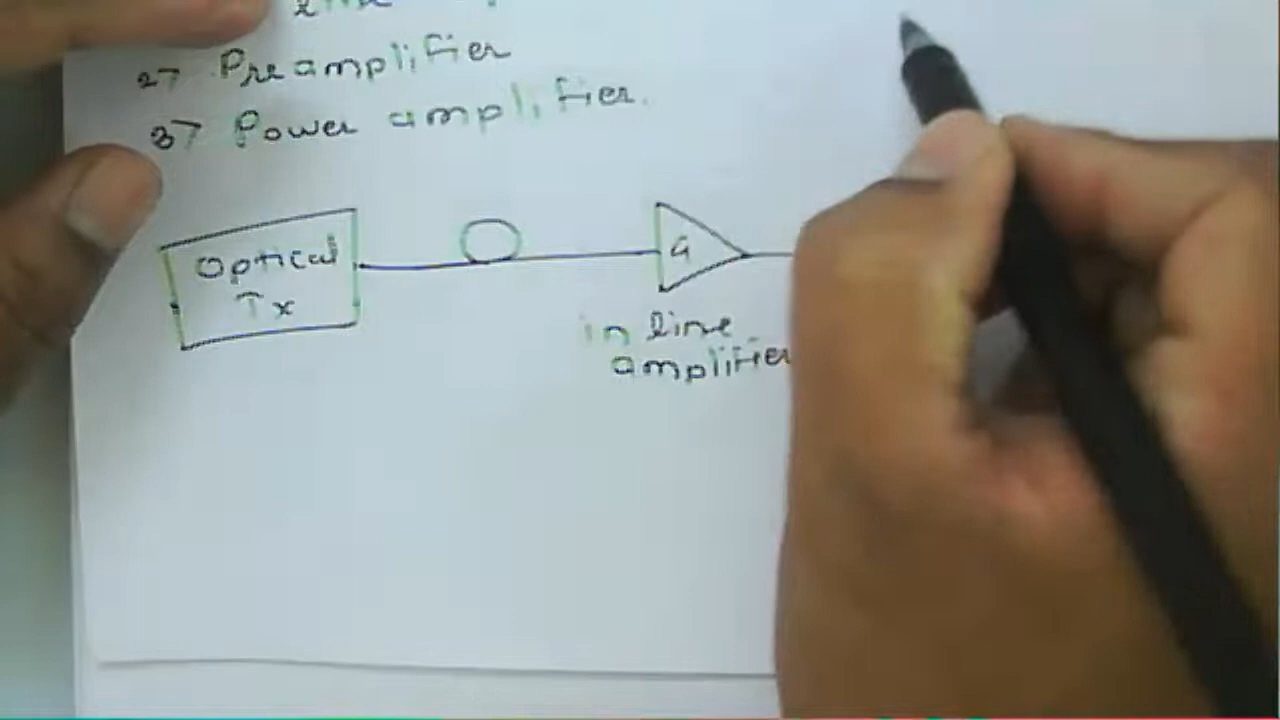 2> Preamplifier
3> Power amplifier.
Optical
Tx
G
in line
amplifier